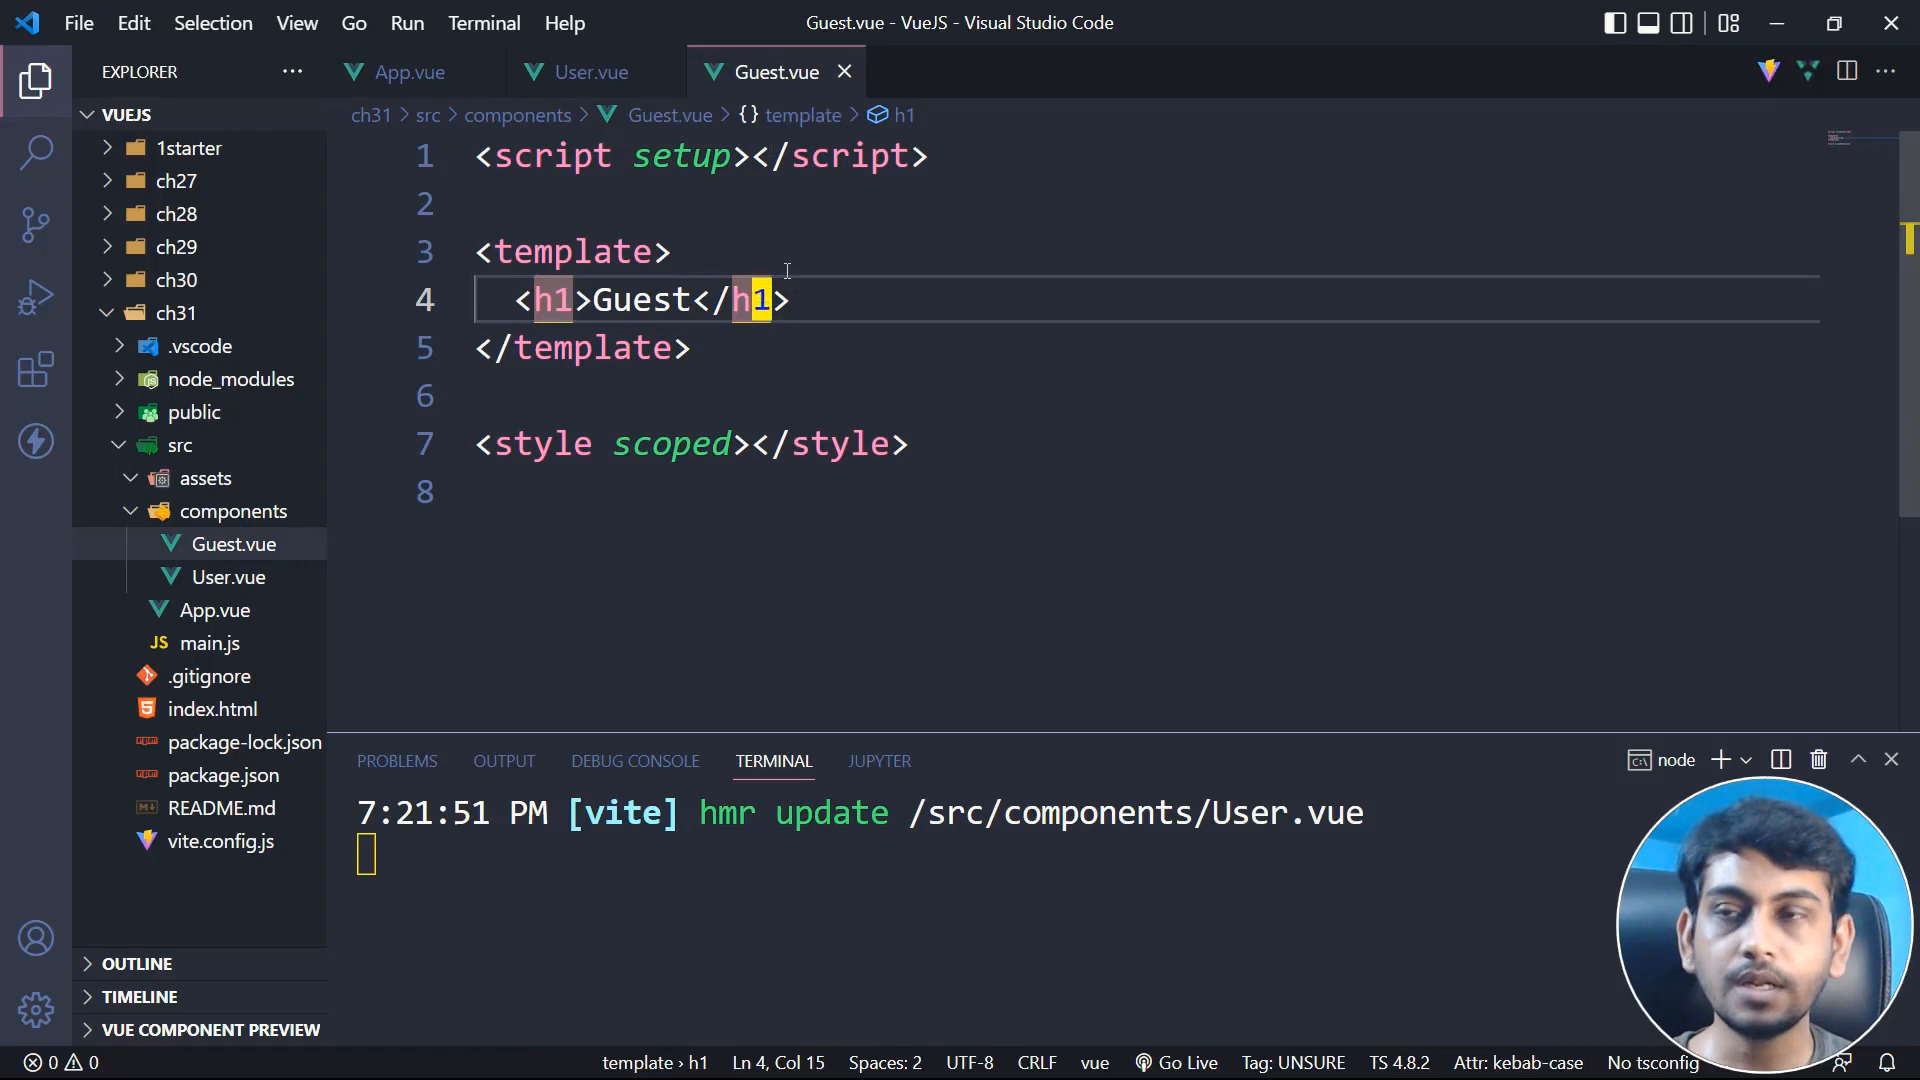 File Edit Selection View Go Run Terminal Help
Guest.vue - VueJS - Visual Studio Code
EXPLORER
App.vue
User.vue
Guest.vue
VUEJS
1starter
ch27
ch28
ch29
ch30
ch31
.vscode
node_modules
public
src
assets
components
Guest.vue
User.vue
App.vue
JS main.js
.gitignore
index.html
package-lock.json
package.json
README.md
vite.config.js
OUTLINE
TIMELINE
VUE COMPONENT PREVIEW
ch31 > src > components > Guest.vue > {} template > h1
1 <script setup></script>
2
3 <template>
4 <h1>Guest</h1>
5 </template>
6
7 <style scoped></style>
8
PROBLEMS OUTPUT DEBUG CONSOLE TERMINAL JUPYTER
node
7:21:51 PM [vite] hmr update /src/components/User.vue
0 0
template › h1 Ln 4, Col 15 Spaces: 2 UTF-8 CRLF vue Go Live Tag: UNSURE TS 4.8.2 Attr: kebab-case No tsconfig